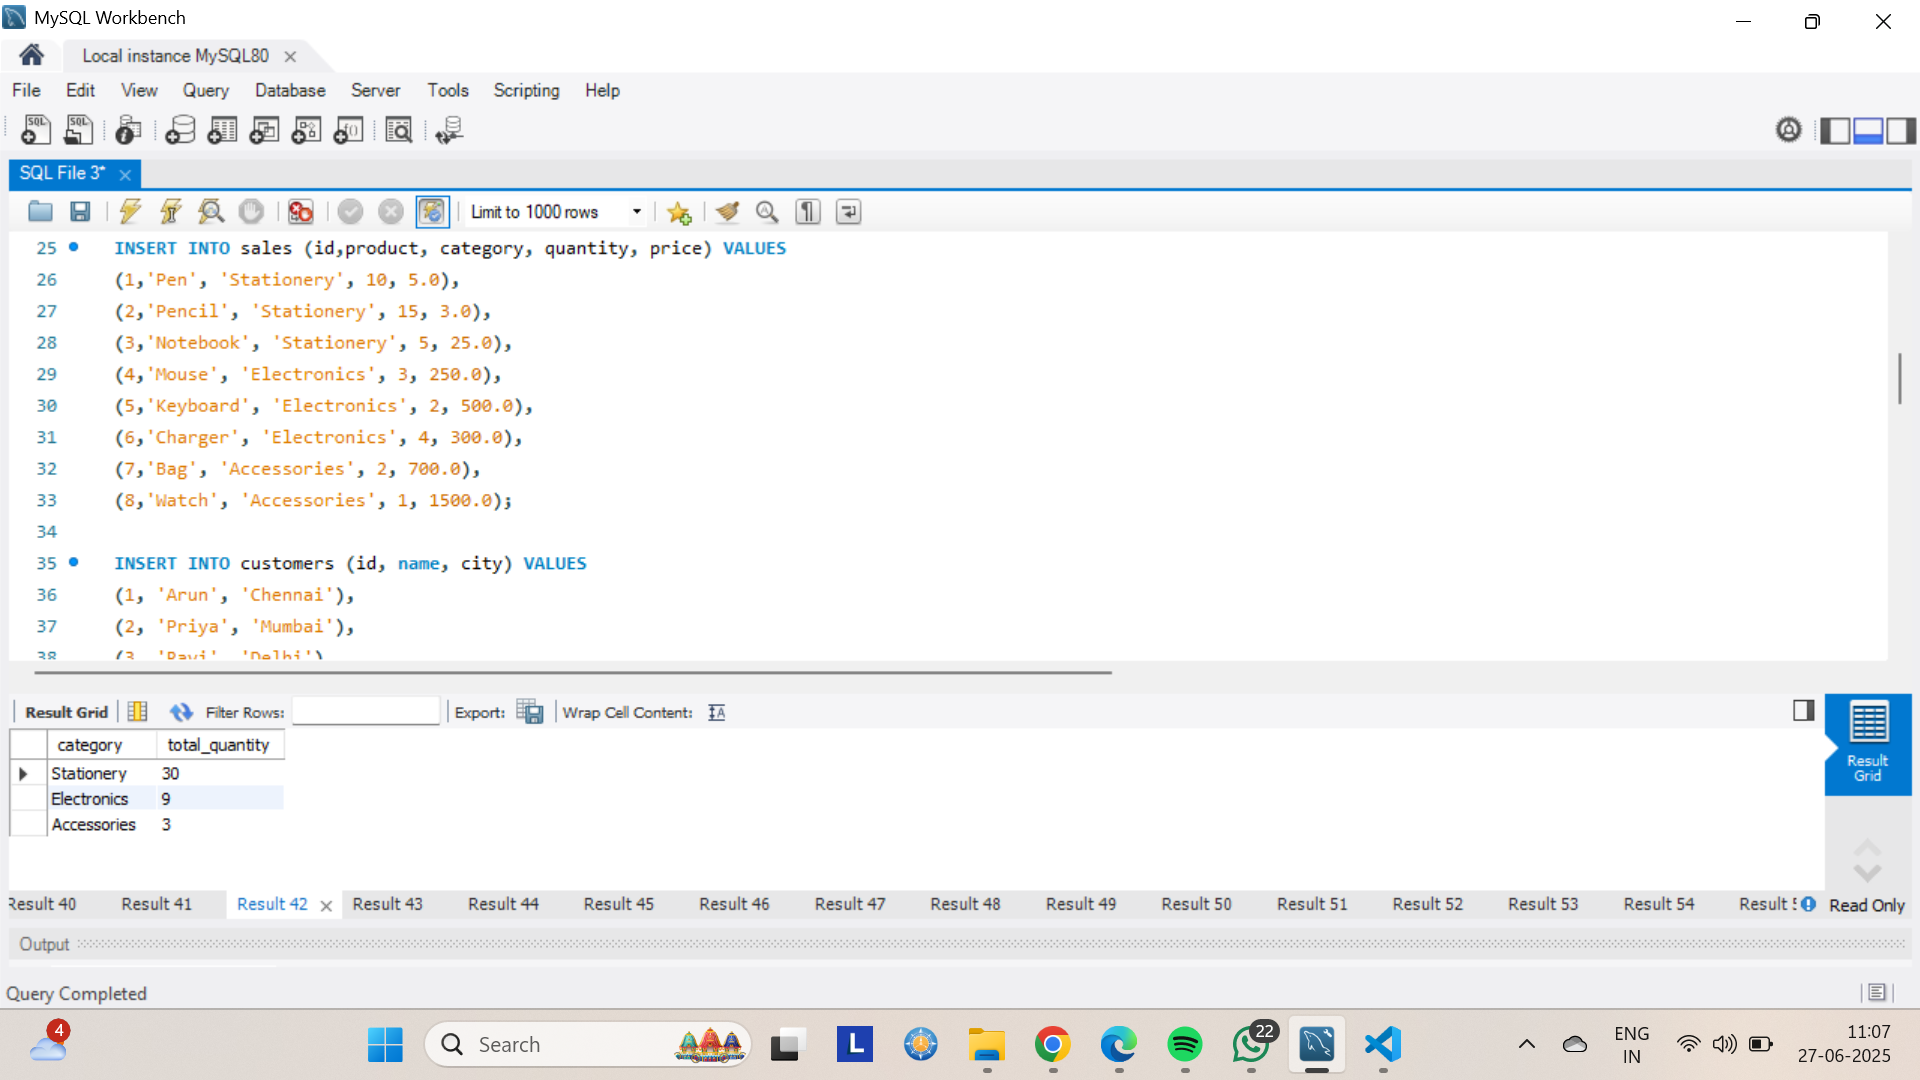 MySQL Workbench
Local instance MySQL80
File Edit View Query Database Server Tools Scripting Help
SQL SQL
SQL File 3*
Limit to 1000 rows
25 INSERT INTO sales (id,product, category, quantity, price) VALUES
26 (1,'Pen', 'Stationery', 10, 5.0),
27 (2,'Pencil', 'Stationery', 15, 3.0),
28 (3,'Notebook', 'Stationery', 5, 25.0),
29 (4,'Mouse', 'Electronics', 3, 250.0),
30 (5,'Keyboard', 'Electronics', 2, 500.0),
31 (6,'Charger', 'Electronics', 4, 300.0),
32 (7,'Bag', 'Accessories', 2, 700.0),
33 (8,'Watch', 'Accessories', 1, 1500.0);
34
35 INSERT INTO customers (id, name, city) VALUES
36 (1, 'Arun', 'Chennai'),
37 (2, 'Priya', 'Mumbai'),
38 (3, 'Ravi', 'Delhi')
Result Grid Filter Rows: Export: Wrap Cell Content:
category total_quantity
Stationery 30
Electronics 9
Accessories 3
Result Grid
Result 40 Result 41 Result 42 Result 43 Result 44 Result 45 Result 46 Result 47 Result 48 Result 49 Result 50 Result 51 Result 52 Result 53 Result 54 Result Read Only
Output
Query Completed
4 Search L 22 ENG IN 11:07
27-06-2025